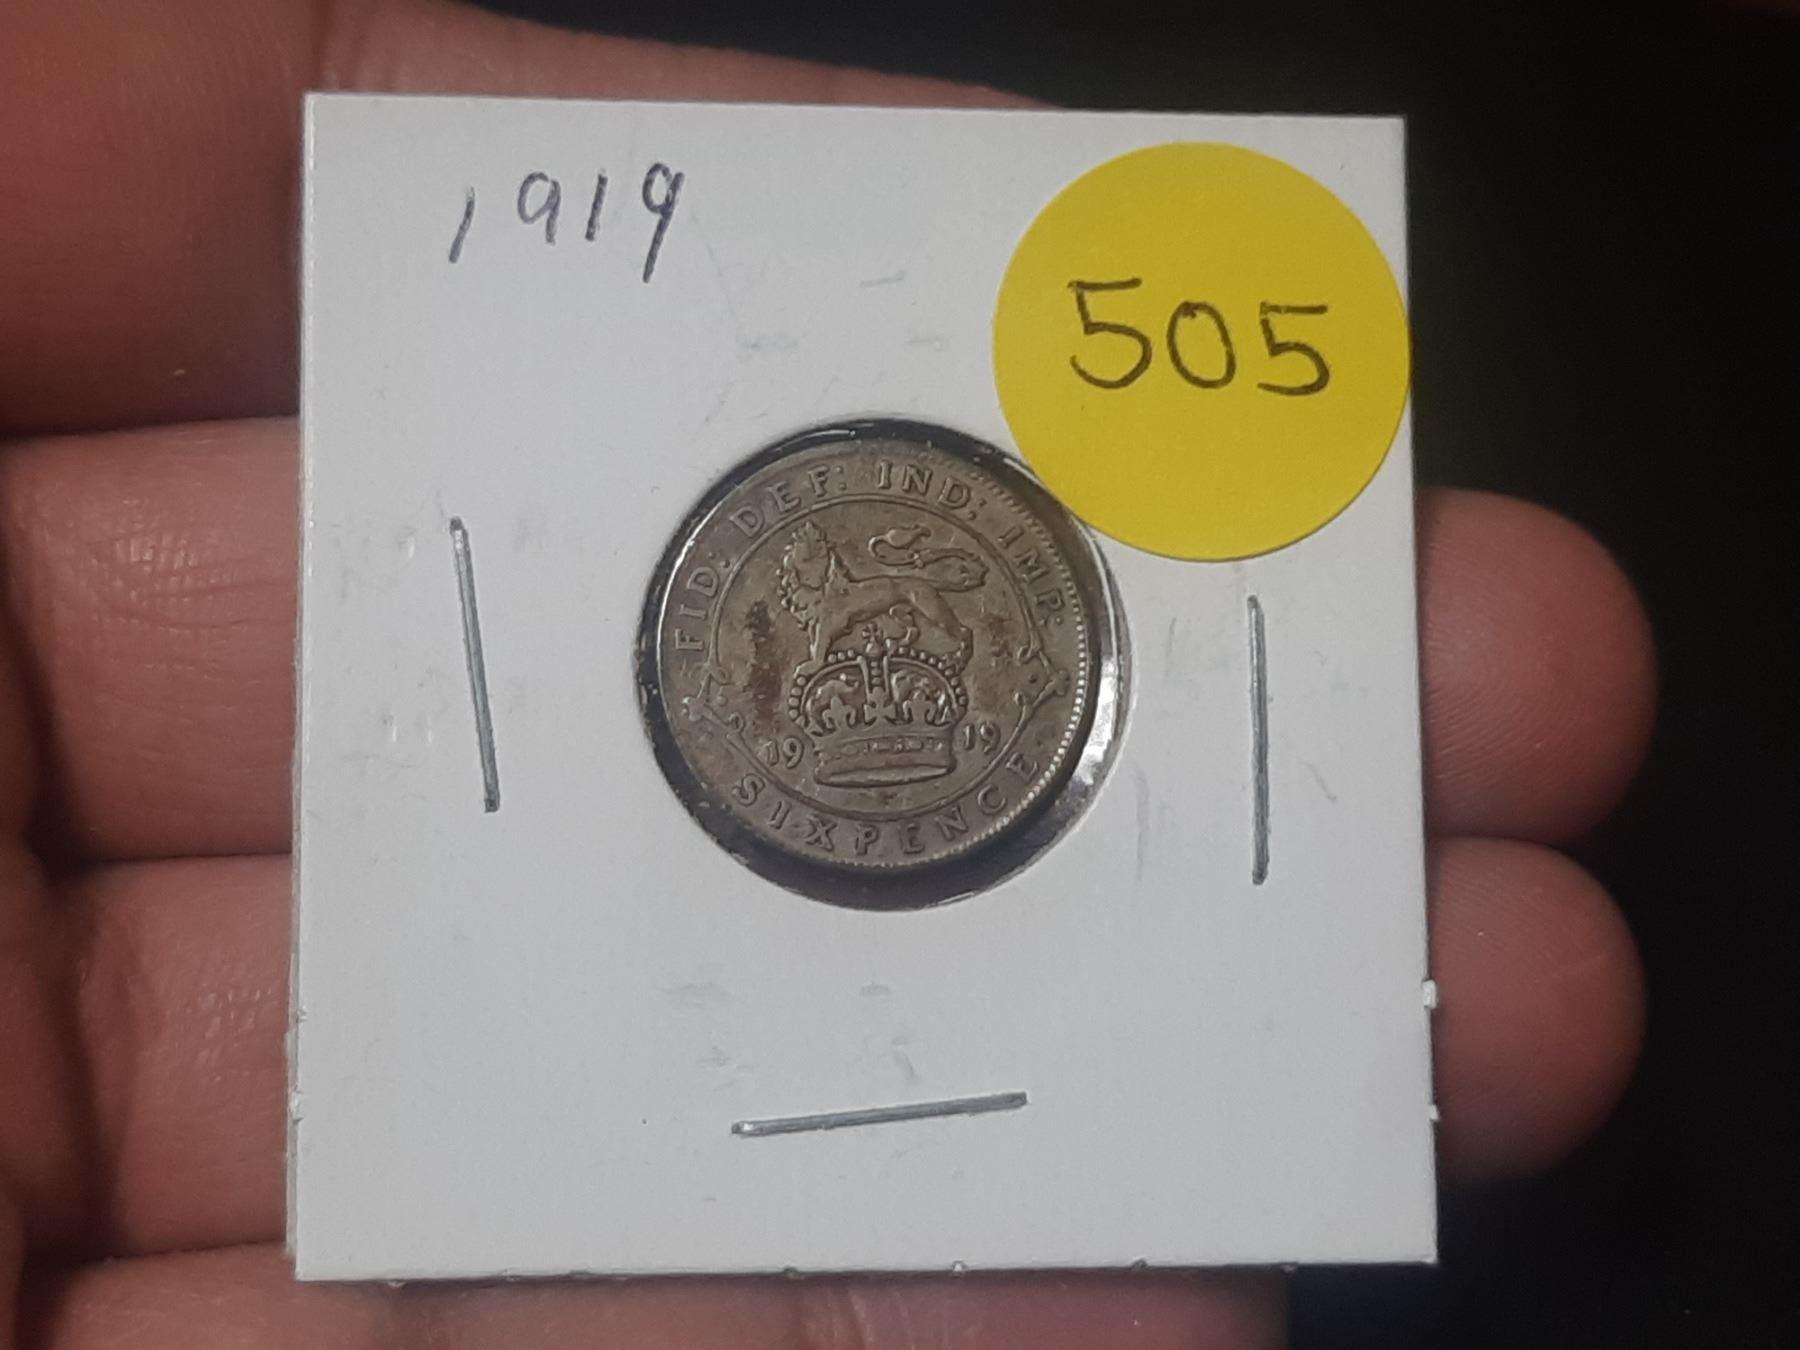 1919
505
FID: DEF: IND: IMP:
19 19
SIXPENCE